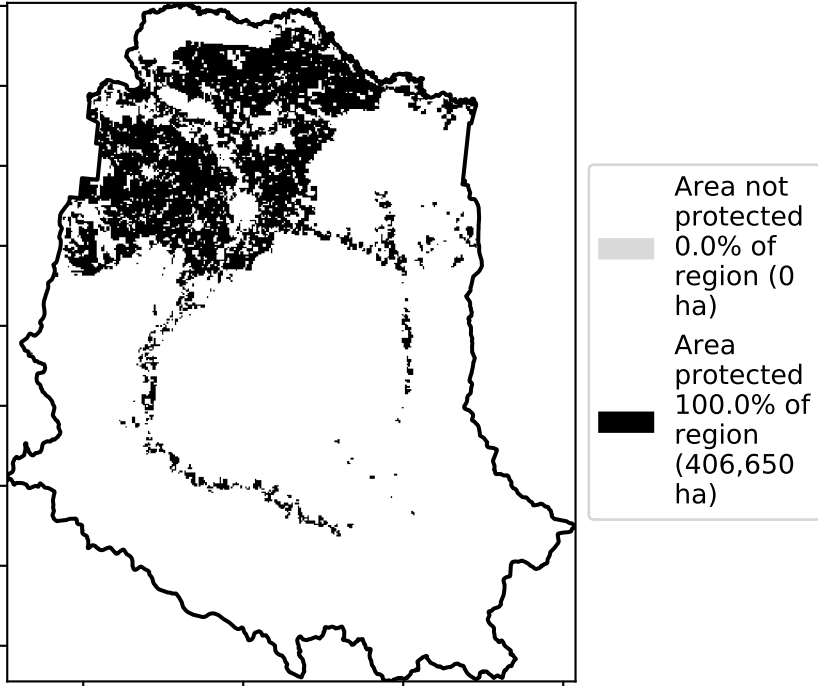 Area not
protected
0.0% of
region (0
ha)
Area
protected
100.0% of
region
(406,650
ha)